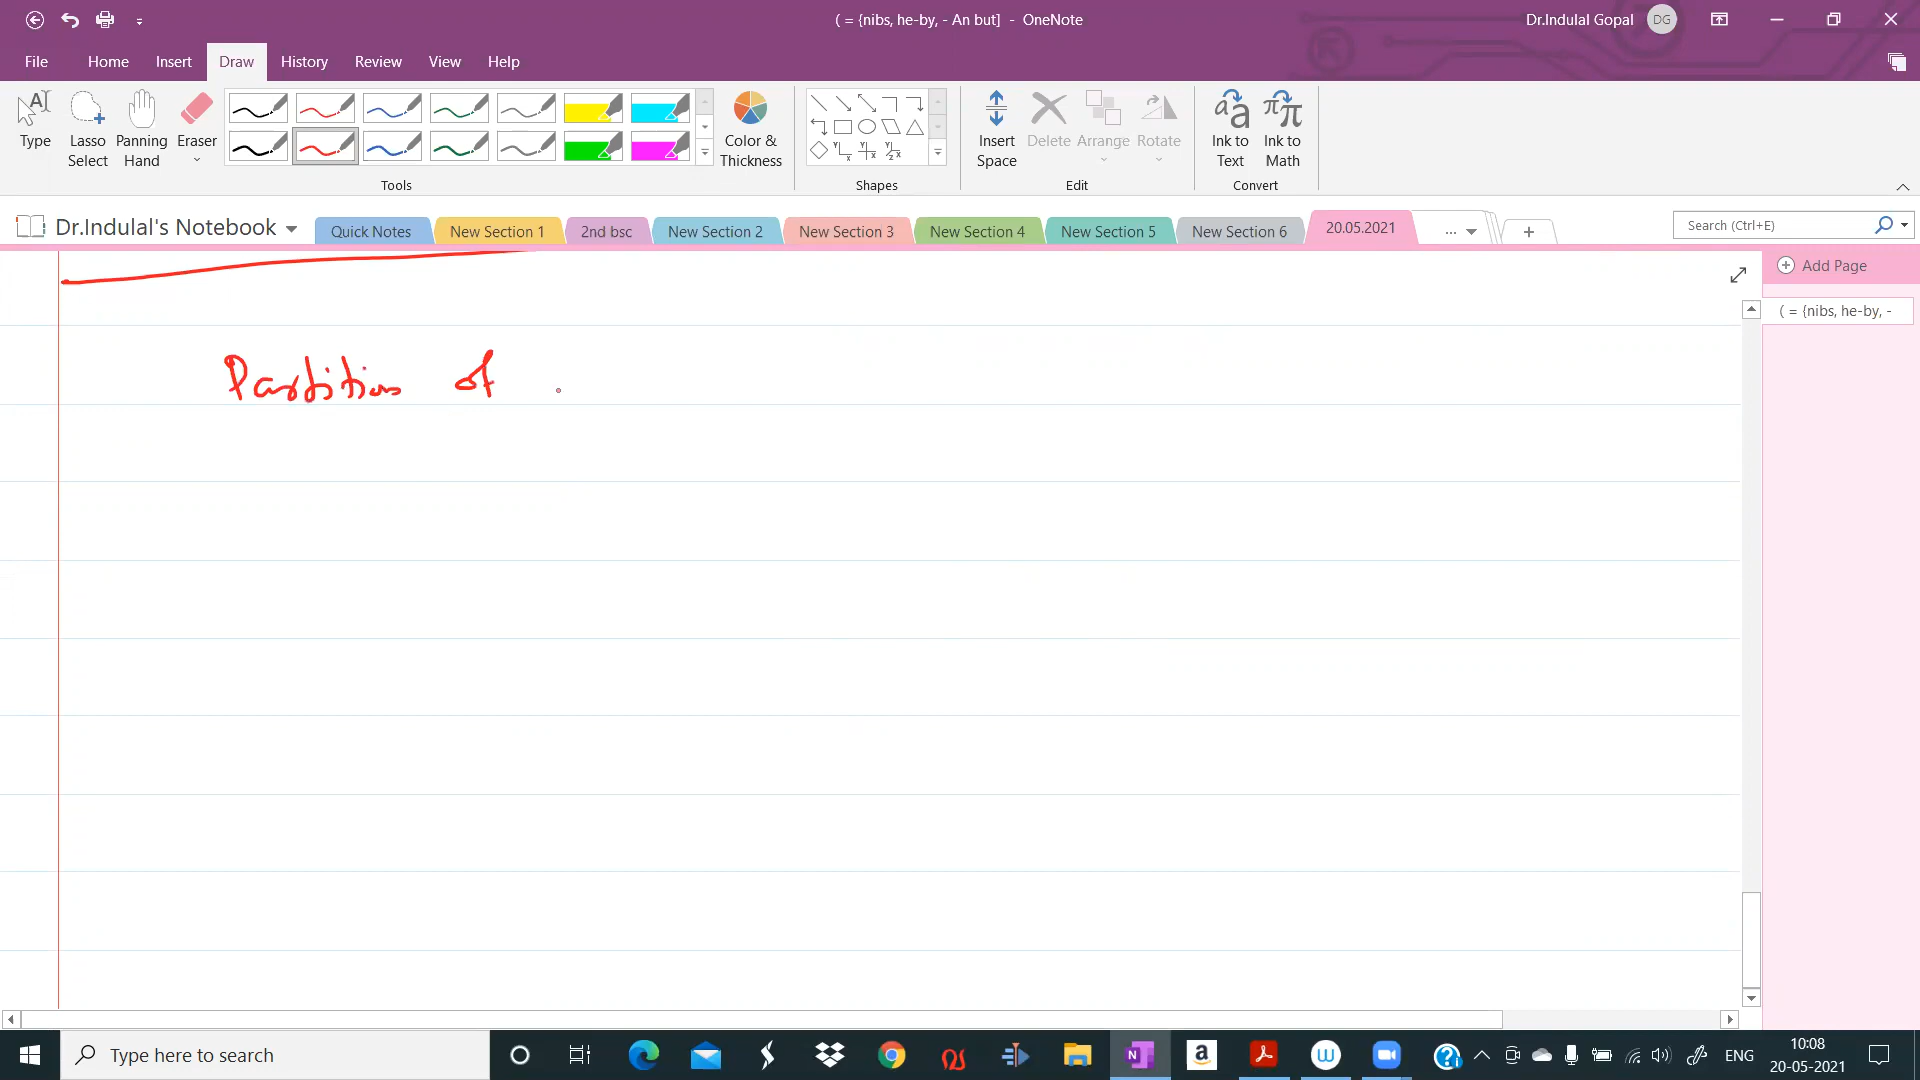 ( = {nibs, he-by, - An but] - OneNote
Dr.Indulal Gopal
DG
File Home Insert Draw History Review View Help
Type
Lasso Select
Panning Hand
Eraser
Color & Thickness
Insert Space
Delete
Arrange
Rotate
Ink to Text
Ink to Math
Tools
Shapes
Edit
Convert
Dr.Indulal's Notebook
Quick Notes New Section 1 2nd bsc New Section 2 New Section 3 New Section 4 New Section 5 New Section 6 20.05.2021 ...
Search (Ctrl+E)
Add Page
( = {nibs, he-by, -
Partition of
Type here to search
ENG
10:08
20-05-2021